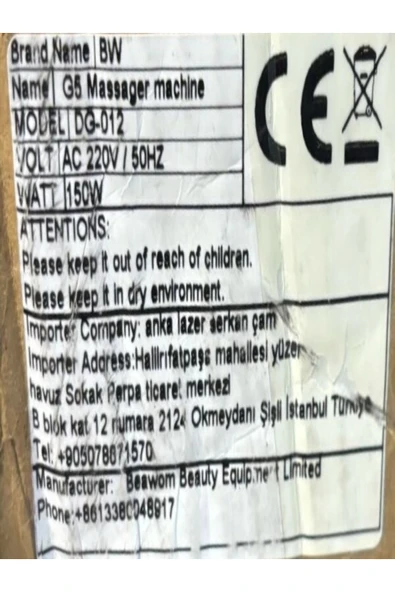 Brand Name BW
Name G5 Massager machine
MODEL DG-012
VOLT AC 220V / 50HZ
WATT 150W
CE
ATTENTIONS:
Please keep it out of reach of children.
Please keep it in dry environment.
Importer Company: anka lazer serkan çam
Importer Address:Halilrıfatpaşa mahallesi yüzer
havuz Sokak Perpa ticaret merkezi
B blok kat 12 numara 2124 Okmeydanı Şişli İstanbul Türkiye
Tel: +905078671570
Manufacturer: Beawom Beauty Equipment Limited
Phone:+8613380048917